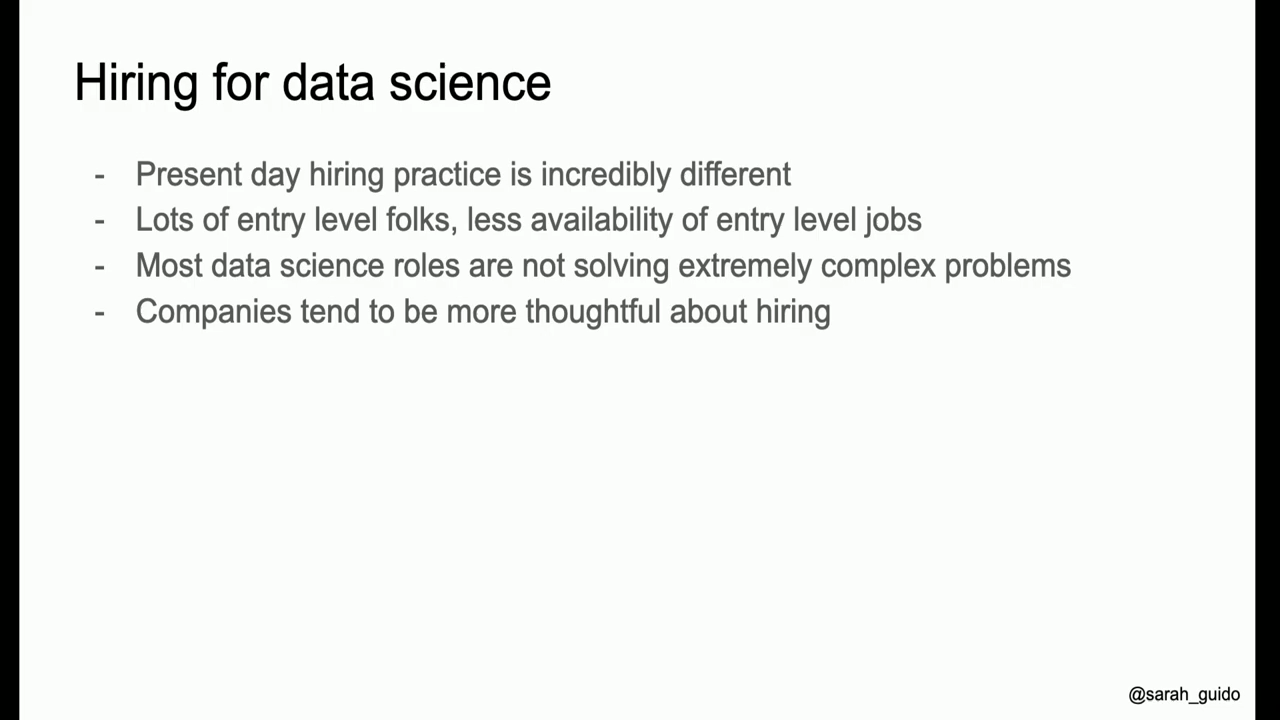 Hiring for data science
- Present day hiring practice is incredibly different
- Lots of entry level folks, less availability of entry level jobs
- Most data science roles are not solving extremely complex problems
- Companies tend to be more thoughtful about hiring
@sarah_guido